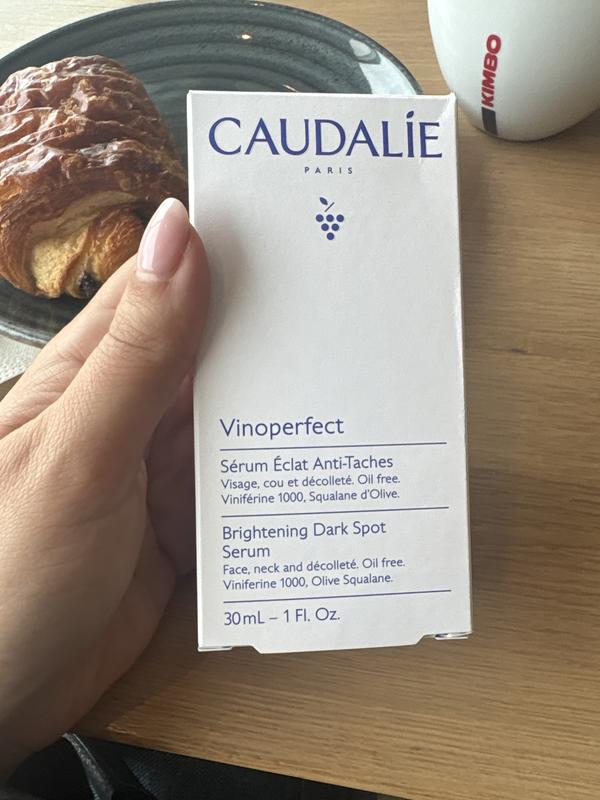 KIMBO
CAUDALÍE
PARIS
Vinoperfect
Sérum Éclat Anti-Taches
Visage, cou et décolleté. Oil free.
Viniférine 1000, Squalane d'Olive.
Brightening Dark Spot
Serum
Face, neck and décolleté. Oil free.
Viniferine 1000, Olive Squalane.
30mL – 1 Fl. Oz.